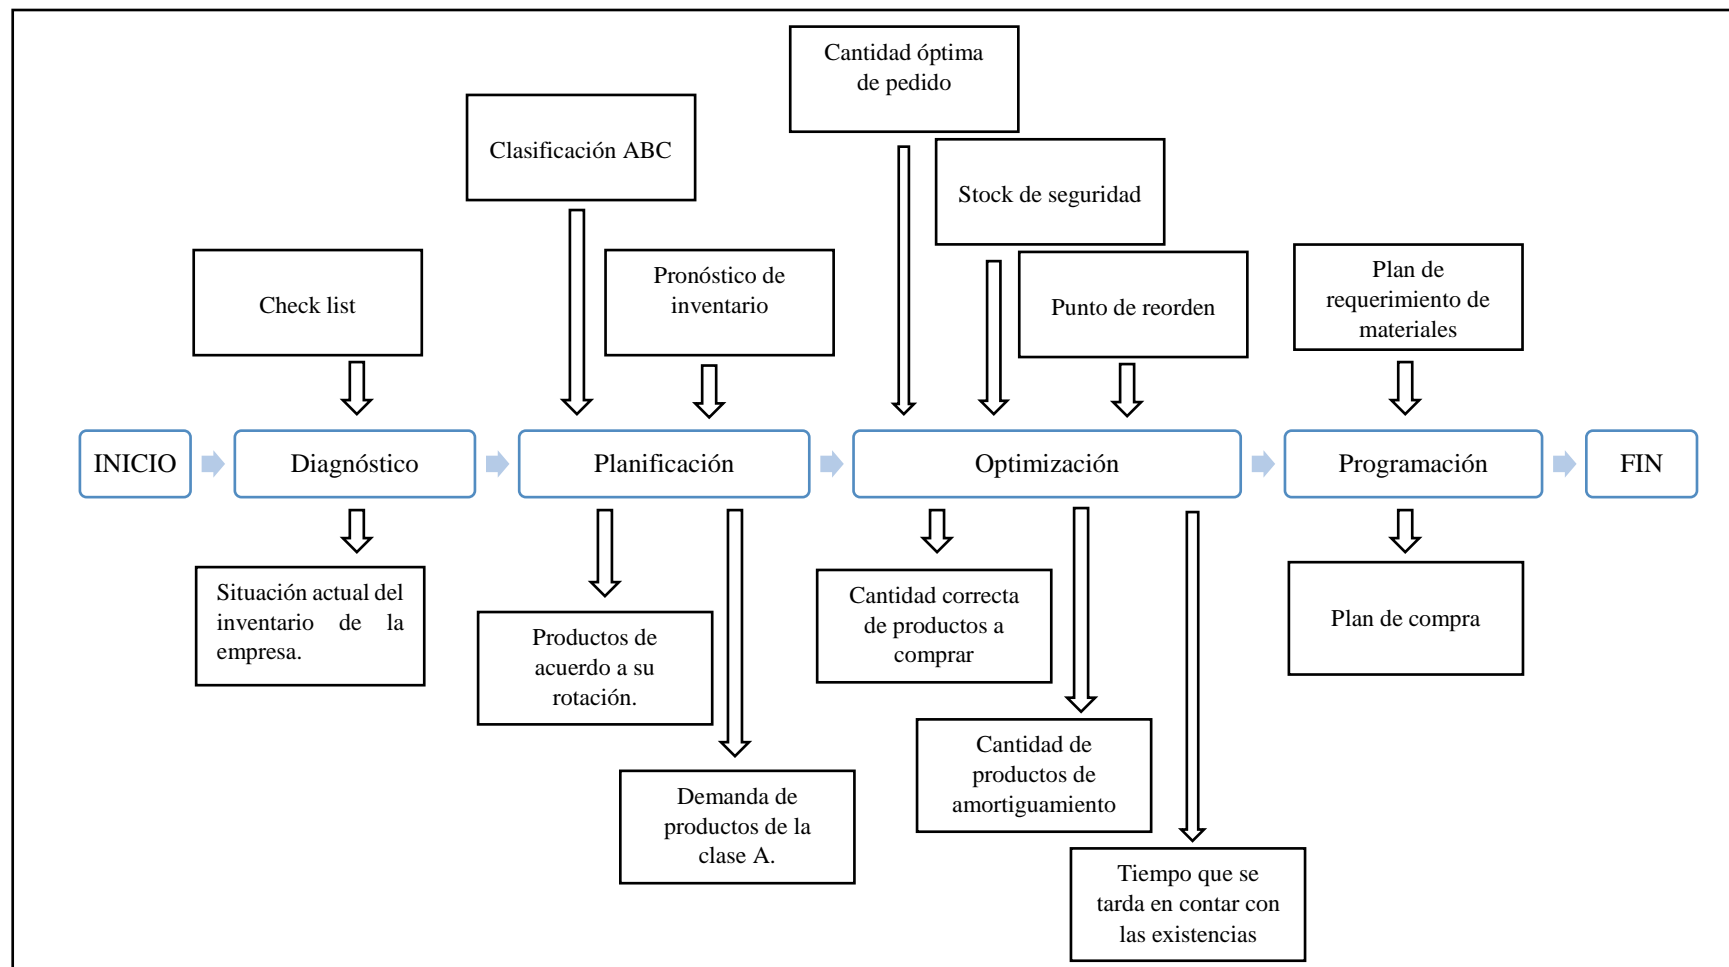 Cantidad óptima
de pedido
Clasificación ABC
Stock de seguridad
Check list
Pronóstico de
inventario
Punto de reorden
Plan de
requerimiento de
materiales
INICIO
Diagnóstico
Planificación
Optimización
Programación
FIN
Situación actual del
inventario de la
empresa.
Productos de
acuerdo a su
rotación.
Demanda de
productos de la
clase A.
Cantidad correcta
de productos a
comprar
Cantidad de
productos de
amortiguamiento
Tiempo que se
tarda en contar con
las existencias
Plan de compra